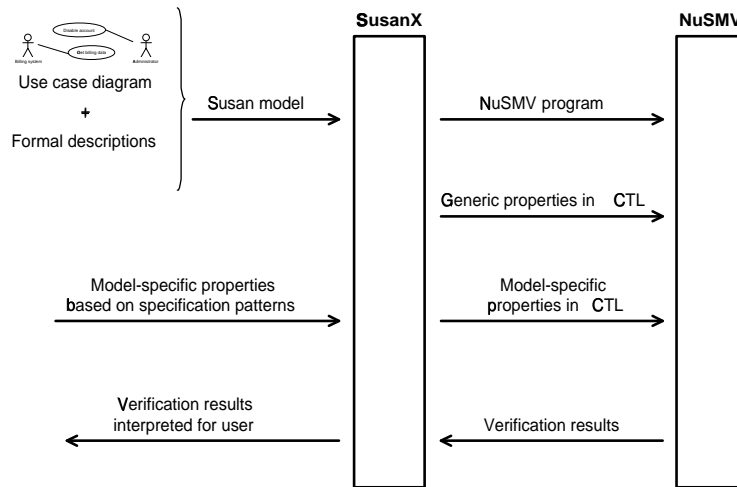 SusanX
NuSMV
Disable account
Get billing data
Billing system
Administrator
Use case diagram
+
Formal descriptions
Susan model
NuSMV program
Generic properties in CTL
Model-specific properties
based on specification patterns
Model-specific
properties in CTL
Verification results
interpreted for user
Verification results